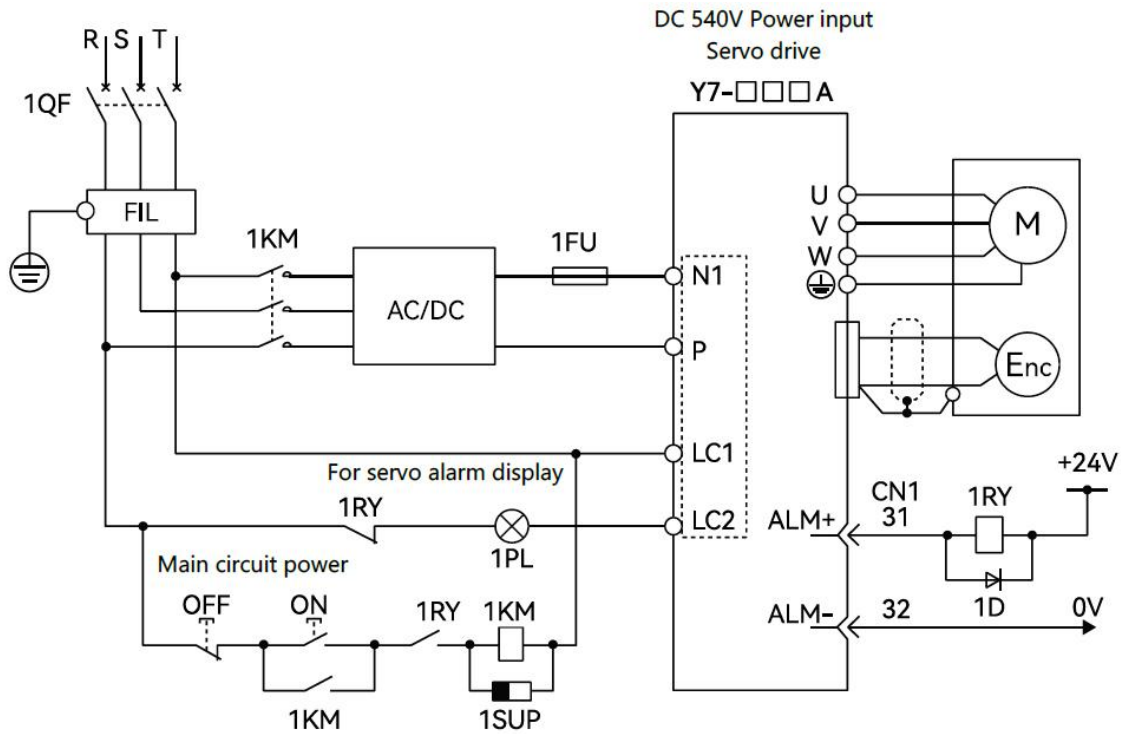 DC 540V Power input
Servo drive
Y7-□□□A
R S T
1QF
FIL
1KM
AC/DC
1FU
N1
P
LC1
LC2
U
V
W
M
Enc
For servo alarm display
1RY
1PL
Main circuit power
OFF
ON
1RY
1KM
1KM
1SUP
ALM+
CN1
31
1RY
+24V
1D
ALM-
32
0V